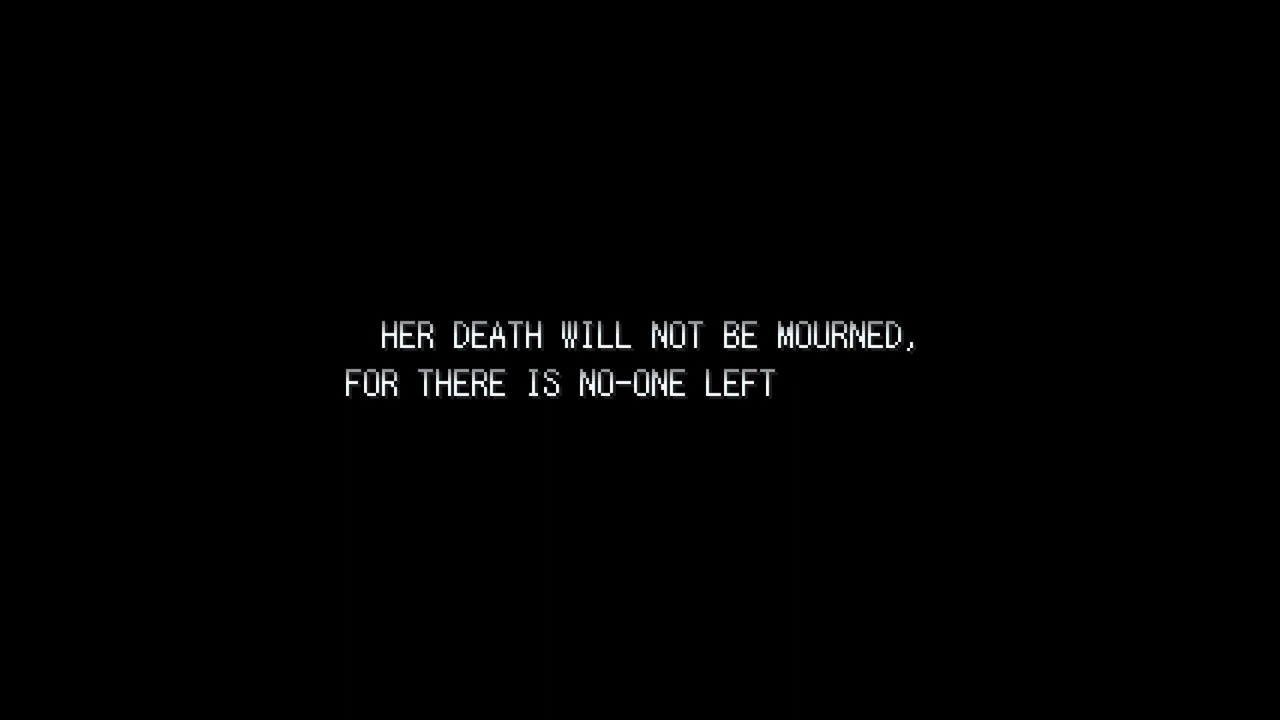 HER DEATH WILL NOT BE MOURNED,
FOR THERE IS NO-ONE LEFT